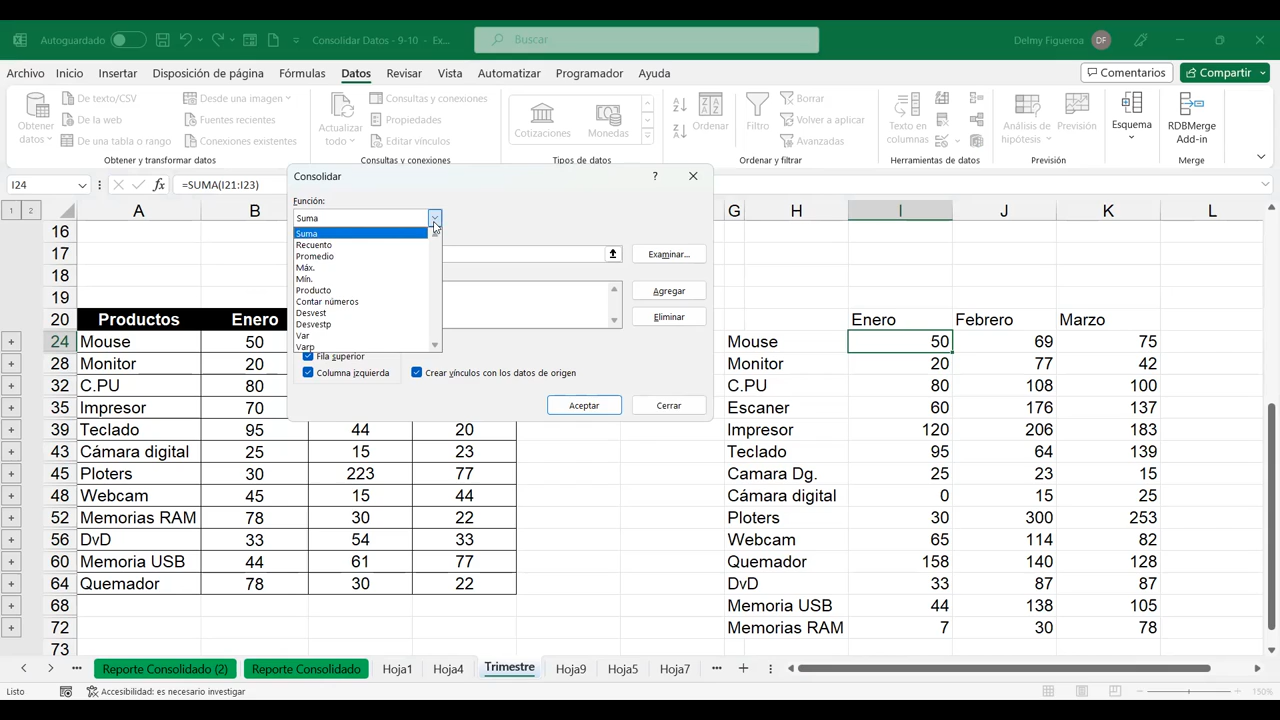 Autoguardado
Consolidar Datos - 9-10 - Ex...
Buscar
Delmy Figueroa
DF
Archivo Inicio Insertar Disposición de página Fórmulas Datos Revisar Vista Automatizar Programador Ayuda
Comentarios
Compartir
Obtener datos
De texto/CSV
De la web
De una tabla o rango
Desde una imagen
Fuentes recientes
Conexiones existentes
Obtener y transformar datos
Actualizar todo
Consultas y conexiones
Propiedades
Editar vínculos
Consultas y conexiones
Cotizaciones
Monedas
Tipos de datos
Ordenar
Filtro
Borrar
Volver a aplicar
Avanzadas
Ordenar y filtrar
Texto en columnas
Herramientas de datos
Análisis de hipótesis
Previsión
Previsión
Esquema
RDBMerge Add-in
Merge
I24
=SUMA(I21:I23)
Consolidar
?
Función:
Suma
Suma
Recuento
Promedio
Máx.
Mín.
Producto
Contar números
Desvest
Desvestp
Var
Varp
Examinar...
Agregar
Eliminar
Fila superior
Columna izquierda
Crear vínculos con los datos de origen
Aceptar
Cerrar
1 2
A B G H I J K L
16
17
18
19
20 Productos Enero Enero Febrero Marzo
24 Mouse 50 Mouse 50 69 75
28 Monitor 20 Monitor 20 77 42
32 C.PU 80 C.PU 80 108 100
35 Impresor 70 Escaner 60 176 137
39 Teclado 95 44 20 Impresor 120 206 183
43 Cámara digital 25 15 23 Teclado 95 64 139
45 Ploters 30 223 77 Camara Dg. 25 23 15
48 Webcam 45 15 44 Cámara digital 0 15 25
52 Memorias RAM 78 30 22 Ploters 30 300 253
56 DvD 33 54 33 Webcam 65 114 82
60 Memoria USB 44 61 77 Quemador 158 140 128
64 Quemador 78 30 22 DvD 33 87 87
68 Memoria USB 44 138 105
72 Memorias RAM 7 30 78
73
Reporte Consolidado (2) Reporte Consolidado Hoja1 Hoja4 Trimestre Hoja9 Hoja5 Hoja7
Listo
Accesibilidad: es necesario investigar
150%